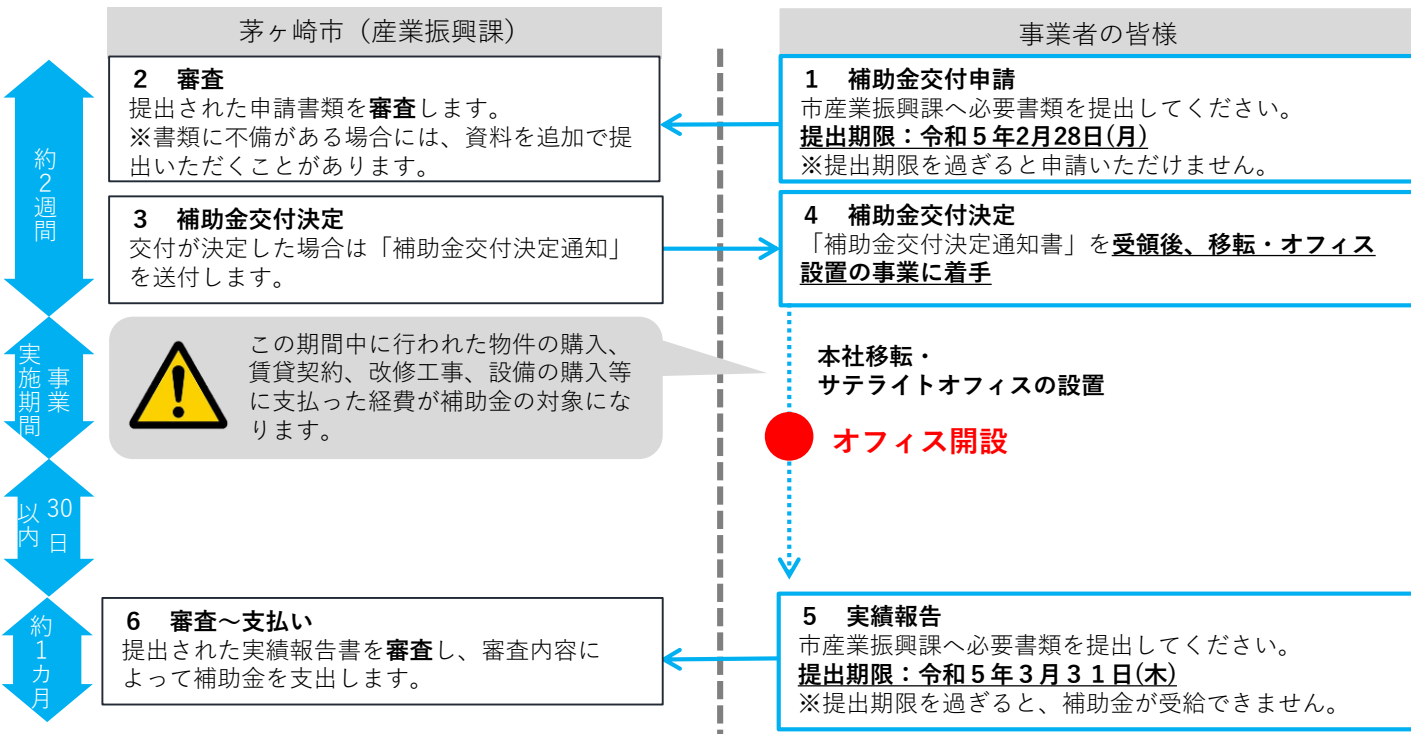 茅ヶ崎市（産業振興課）
事業者の皆様
約2週間
2　審査
提出された申請書類を審査します。
※書類に不備がある場合には、資料を追加で提
出いただくことがあります。
1　補助金交付申請
市産業振興課へ必要書類を提出してください。
提出期限：令和５年2月28日(月)
※提出期限を過ぎると申請いただけません。
3　補助金交付決定
交付が決定した場合は「補助金交付決定通知」
を送付します。
4　補助金交付決定
「補助金交付決定通知書」を受領後、移転・オフィス
設置の事業に着手
事業
実施期間
この期間中に行われた物件の購入、
賃貸契約、改修工事、設備の購入等
に支払った経費が補助金の対象にな
ります。
本社移転・
サテライトオフィスの設置
オフィス開設
30日
以内
約1カ月
6　審査～支払い
提出された実績報告書を審査し、審査内容に
よって補助金を支出します。
5　実績報告
市産業振興課へ必要書類を提出してください。
提出期限：令和５年３月３１日(木)
※提出期限を過ぎると、補助金が受給できません。